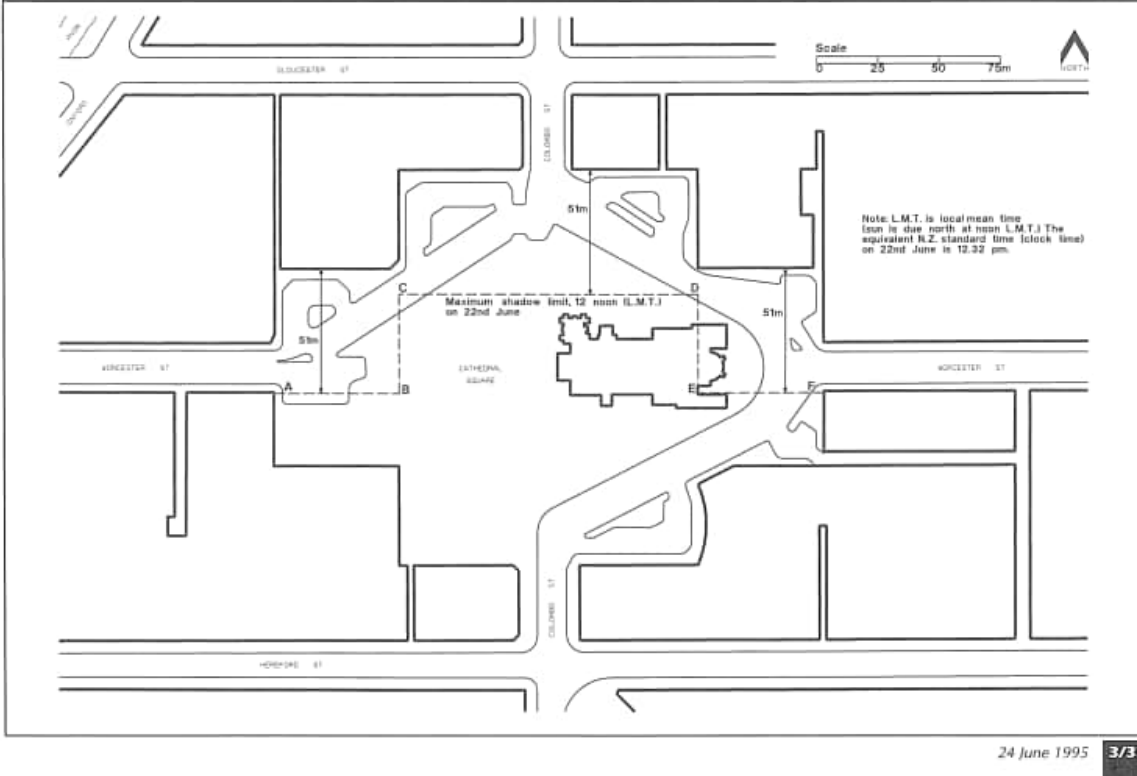 Scale
0 25 50 75m
NORTH
GLOUCESTER ST
COLOMBO ST
51m
Note: L.M.T. is local mean time
(sun is due north at noon L.M.T.) The
equivalent N.Z. standard time (clock time)
on 22nd June is 12.32 pm.
C
D
Maximum shadow limit, 12 noon (L.M.T.)
on 22nd June
51m
51m
WORCESTER ST
CATHEDRAL
SQUARE
WORCESTER ST
A
B
E
F
COLOMBO ST
HEREFORD ST
24 June 1995
3/3